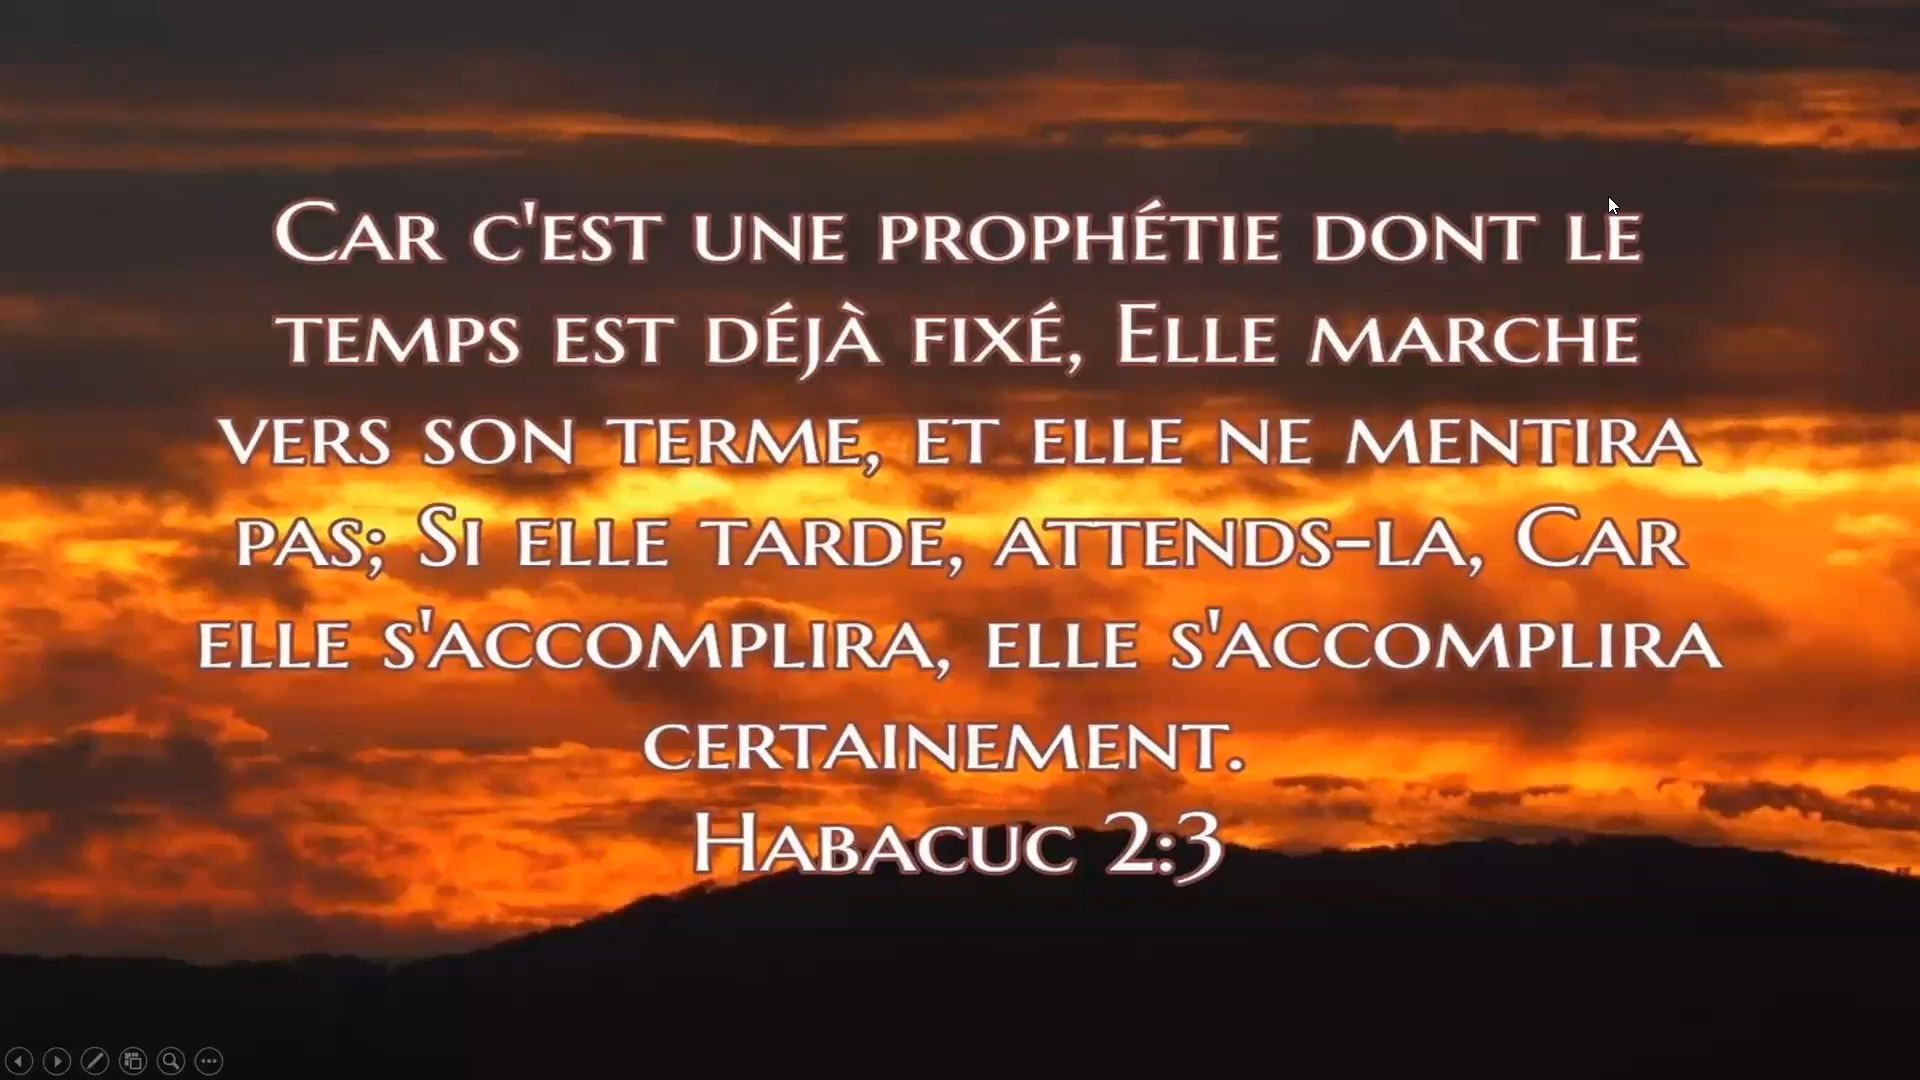 Car c'est une prophétie dont le
temps est déjà fixé, Elle marche
vers son terme, et elle ne mentira
pas; Si elle tarde, attends-la, Car
elle s'accomplira, elle s'accomplira
certainement.
Habacuc 2:3